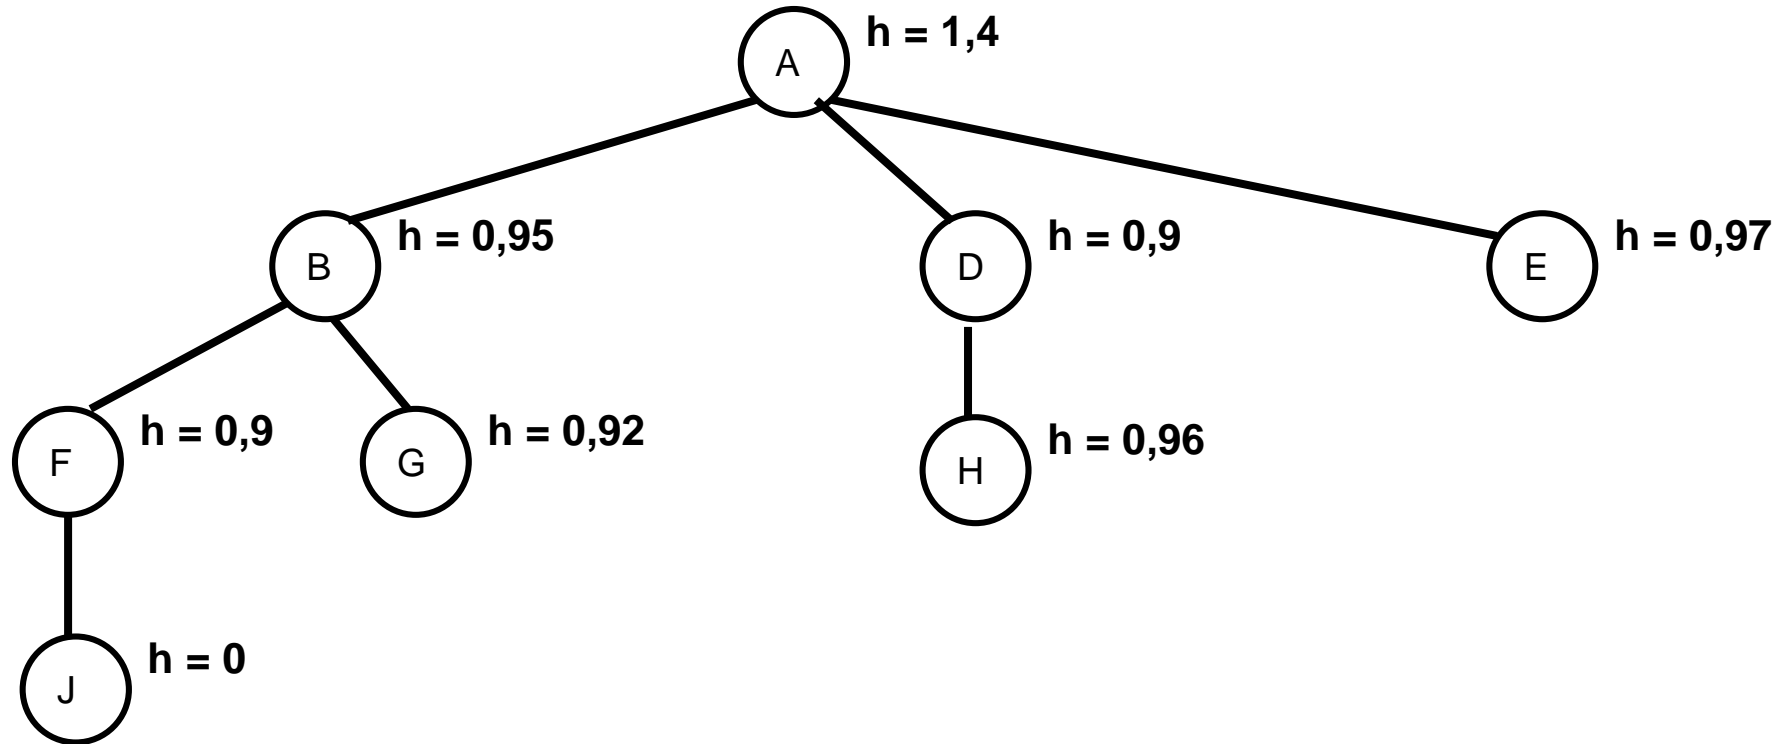 A
h = 1,4
B
h = 0,95
D
h = 0,9
E
h = 0,97
F
h = 0,9
G
h = 0,92
H
h = 0,96
J
h = 0